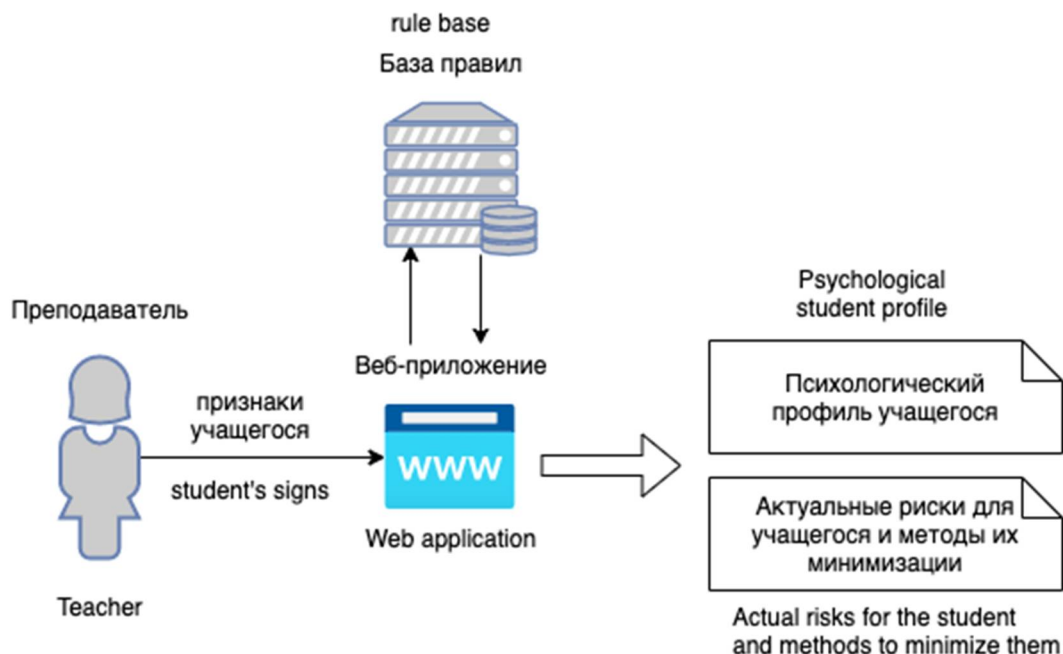 rule base
База правил
Преподаватель
Веб-приложение
признаки
учащегося
student's signs
www
Web application
Teacher
Psychological
student profile
Психологический
профиль учащегося
Актуальные риски для
учащегося и методы их
минимизации
Actual risks for the student
and methods to minimize them